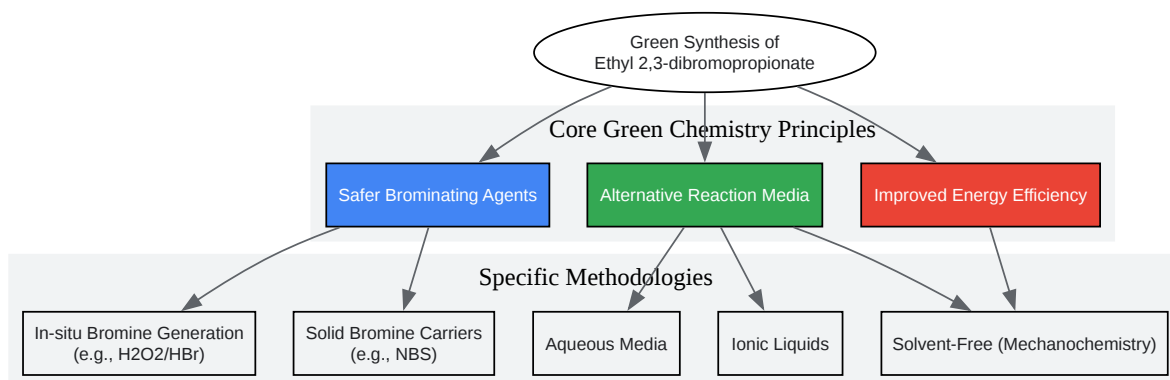 Green Synthesis of
Ethyl 2,3-dibromopropionate
Core Green Chemistry Principles
Safer Brominating Agents
Alternative Reaction Media
Improved Energy Efficiency
Specific Methodologies
In-situ Bromine Generation
(e.g., H2O2/HBr)
Solid Bromine Carriers
(e.g., NBS)
Aqueous Media
Ionic Liquids
Solvent-Free (Mechanochemistry)